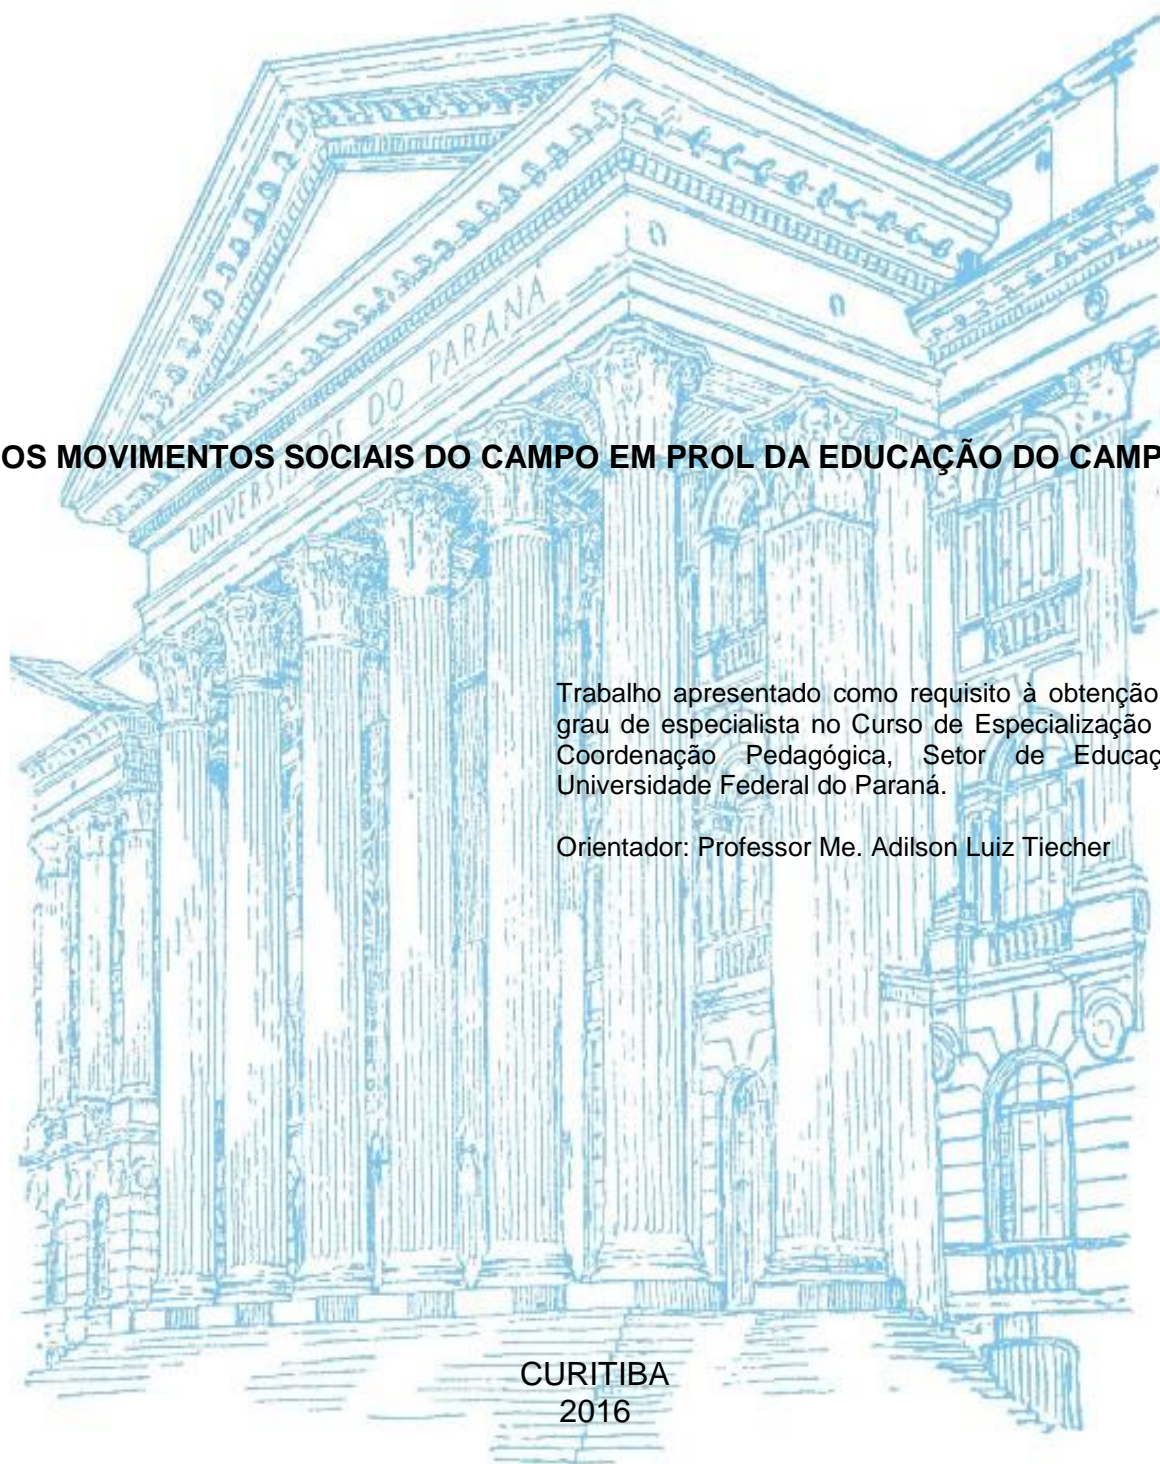 UNIVERSIDADE DO PARANÁ
OS MOVIMENTOS SOCIAIS DO CAMPO EM PROL DA EDUCAÇÃO DO CAMP
Trabalho apresentado como requisito à obtenção
grau de especialista no Curso de Especialização
Coordenação Pedagógica, Setor de Educaç
Universidade Federal do Paraná.
Orientador: Professor Me. Adilson Luiz Tiecher
CURITIBA
2016